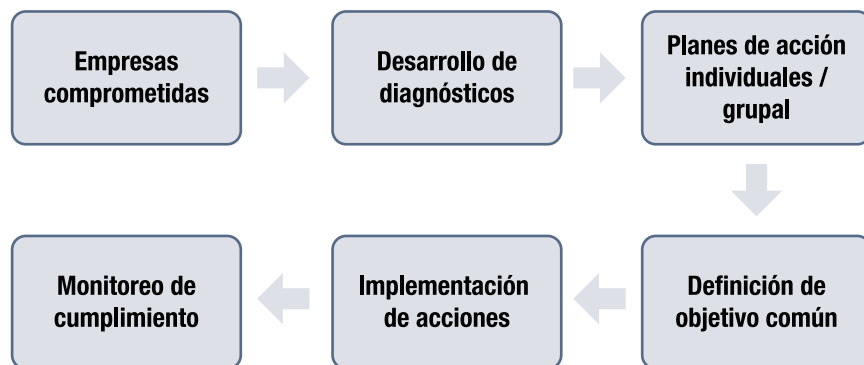 Empresas
comprometidas
Desarrollo de
diagnósticos
Planes de acción
individuales /
grupal
Definición de
objetivo común
Implementación
de acciones
Monitoreo de
cumplimiento